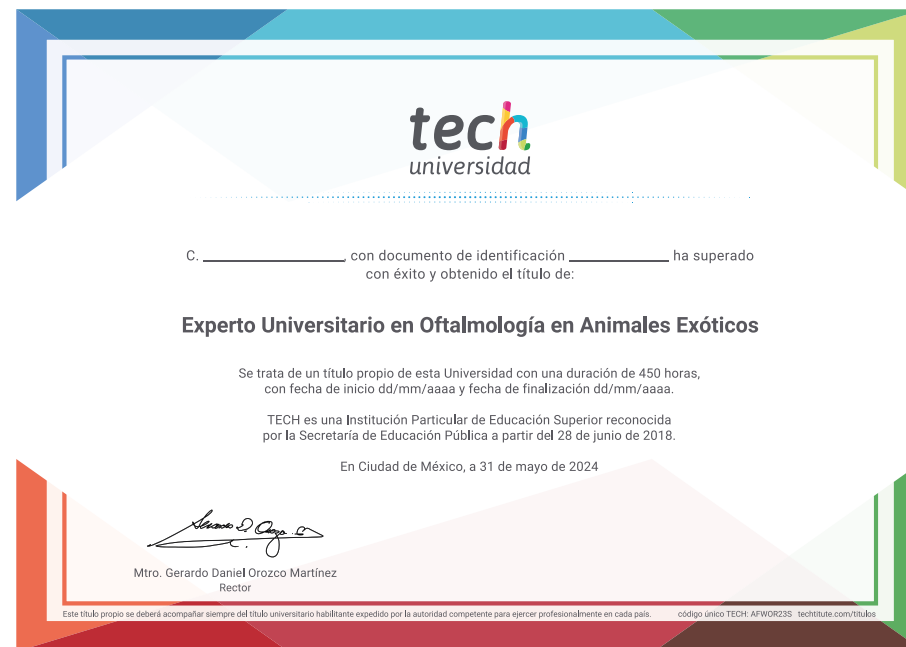 tech
universidad
C. ____________________, con documento de identificación ______________ ha superado
con éxito y obtenido el título de:
Experto Universitario en Oftalmología en Animales Exóticos
Se trata de un título propio de esta Universidad con una duración de 450 horas,
con fecha de inicio dd/mm/aaaa y fecha de finalización dd/mm/aaaa.
TECH es una Institución Particular de Educación Superior reconocida
por la Secretaría de Educación Pública a partir del 28 de junio de 2018.
En Ciudad de México, a 31 de mayo de 2024
Mtro. Gerardo Daniel Orozco Martínez
Rector
Este título propio se deberá acompañar siempre del título universitario habilitante expedido por la autoridad competente para ejercer profesionalmente en cada país. código único TECH: AFWOR23S techtitute.com/titulos